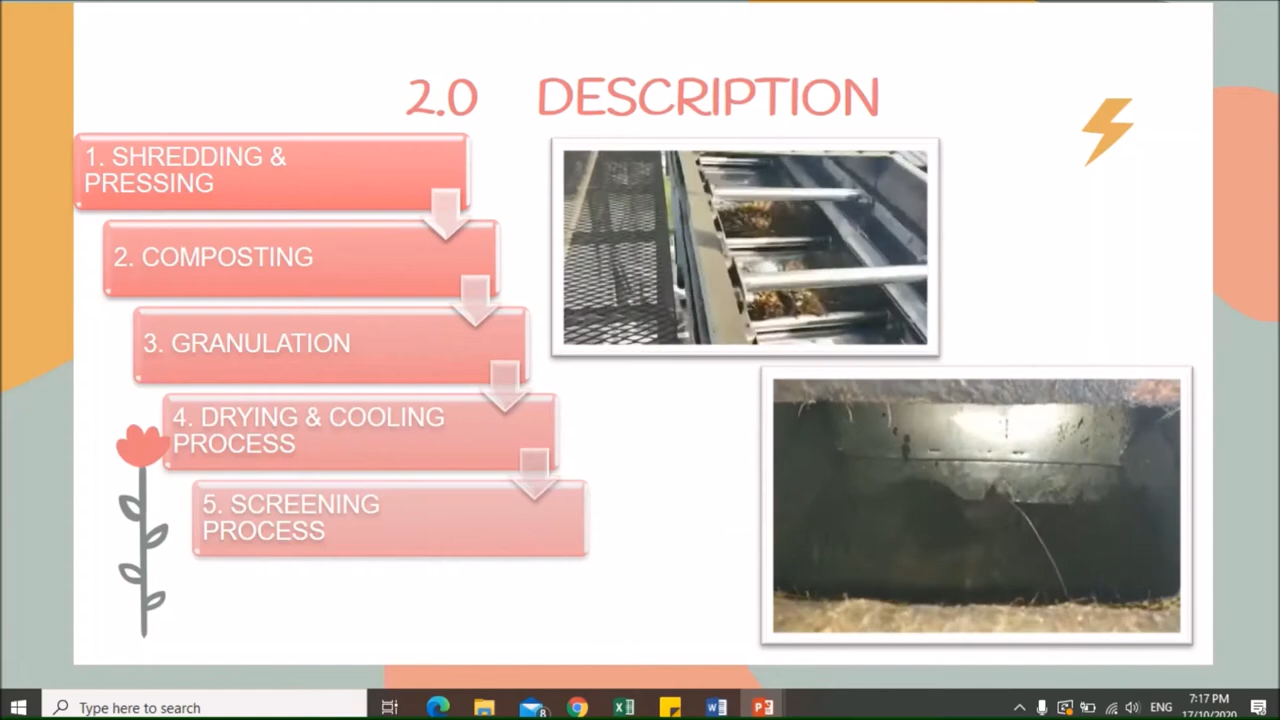 2.0 DESCRIPTION
1. SHREDDING &
PRESSING
2. COMPOSTING
3. GRANULATION
4. DRYING & COOLING
PROCESS
5. SCREENING
PROCESS
Type here to search
8
ENG
7:17 PM
17/10/2020